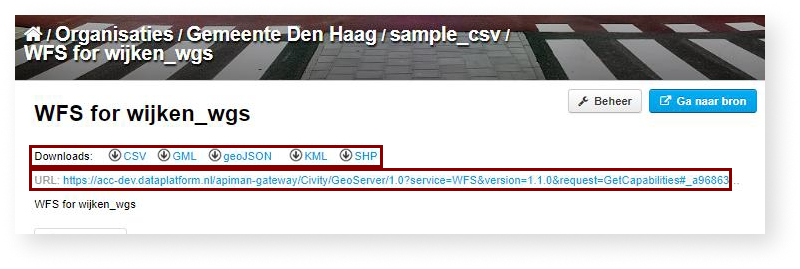 / Organisaties / Gemeente Den Haag / sample_csv /
WFS for wijken_wgs
Beheer
Ga naar bron
WFS for wijken_wgs
Downloads: CSV GML geoJSON KML SHP
URL: https://acc-dev.dataplatform.nl/apiman-gateway/Civity/GeoServer/1.0?service=WFS&version=1.1.0&request=GetCapabilities#_a96863...
WFS for wijken_wgs